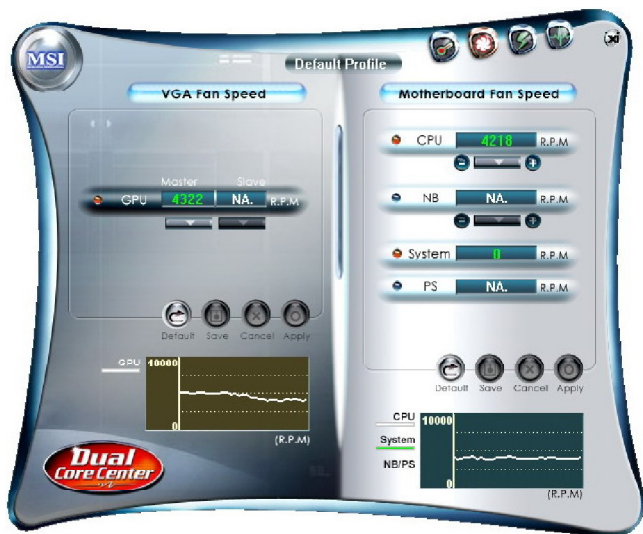 MSI
Default Profile
VGA Fan Speed
Master Slave
GPU 4322 NA. R.P.M
Default Save Cancel Apply
GPU
10000
0
(R.P.M)
Dual
Core Center
Motherboard Fan Speed
CPU 4218 R.P.M
NB NA. R.P.M
System 0 R.P.M
PS NA. R.P.M
Default Save Cancel Apply
CPU
System
NB/PS
10000
0
(R.P.M)